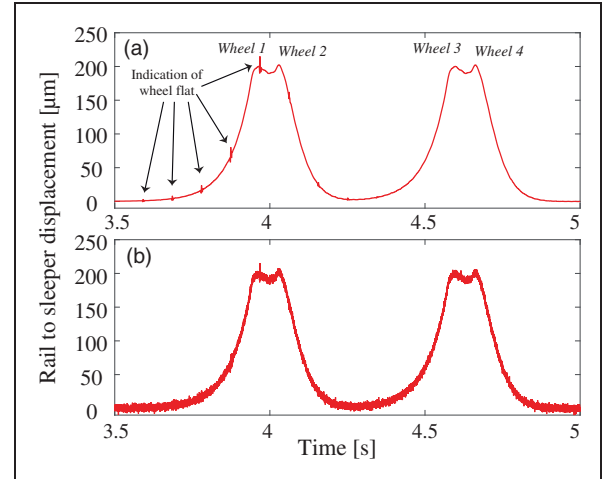 (a)
Wheel 1 Wheel 2 Wheel 3 Wheel 4
Indication of
wheel flat
250
200
150
100
50
0
3.5 4 4.5 5
Rail to sleeper displacement [µm]
(b)
250
200
150
100
50
0
3.5 4 4.5 5
Time [s]